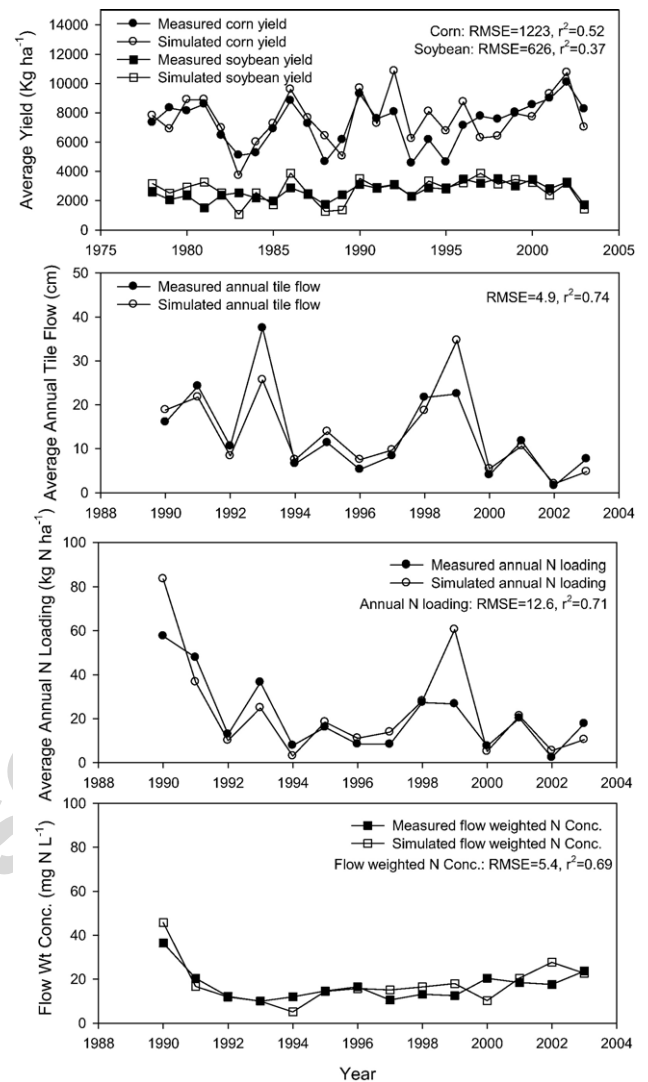 Measured corn yield
Simulated corn yield
Measured soybean yield
Simulated soybean yield
Corn: RMSE=1223, r²=0.52
Soybean: RMSE=626, r²=0.37
Average Yield (Kg ha⁻¹)
14000
12000
10000
8000
6000
4000
2000
0
1975 1980 1985 1990 1995 2000 2005
Measured annual tile flow
Simulated annual tile flow
RMSE=4.9, r²=0.74
Average Annual Tile Flow (cm)
50
40
30
20
10
0
1988 1990 1992 1994 1996 1998 2000 2002 2004
Measured annual N loading
Simulated annual N loading
Annual N loading: RMSE=12.6, r²=0.71
Average Annual N Loading (kg N ha⁻¹)
100
80
60
40
20
0
1988 1990 1992 1994 1996 1998 2000 2002 2004
Measured flow weighted N Conc.
Simulated flow weighted N Conc.
Flow weighted N Conc.: RMSE=5.4, r²=0.69
Flow Wt Conc. (mg N L⁻¹)
100
80
60
40
20
0
1988 1990 1992 1994 1996 1998 2000 2002 2004
Year